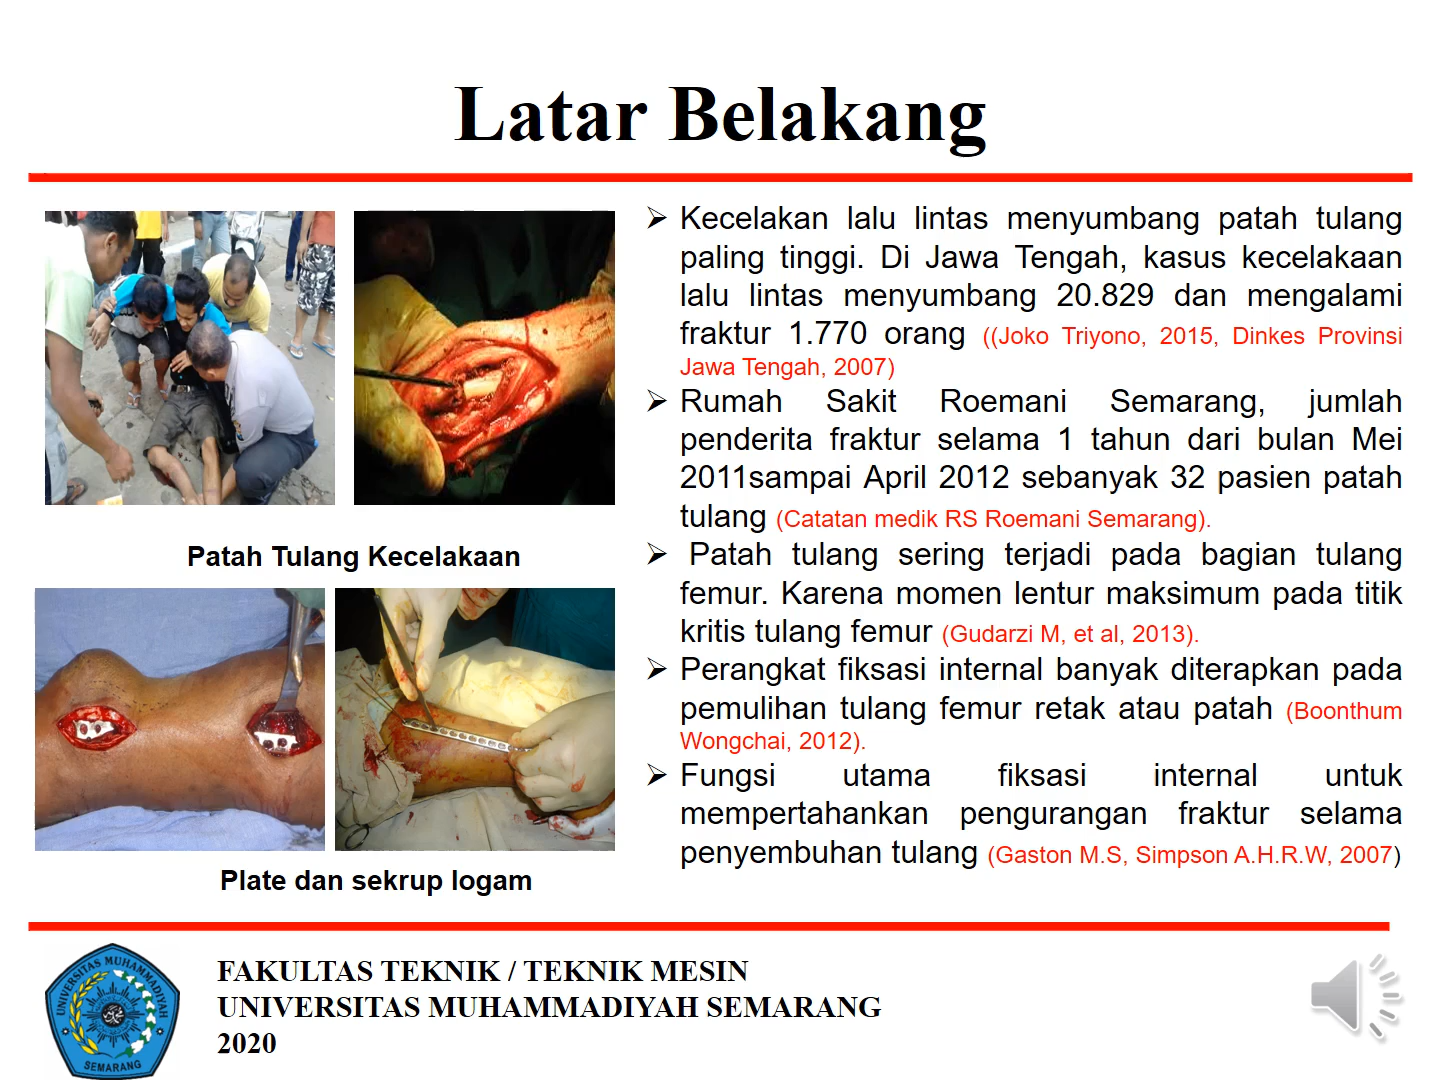 Latar Belakang
Kecelakan lalu lintas menyumbang patah tulang
paling tinggi. Di Jawa Tengah, kasus kecelakaan
lalu lintas menyumbang 20.829 dan mengalami
fraktur 1.770 orang ((Joko Triyono, 2015, Dinkes Provinsi
Jawa Tengah, 2007)
Rumah Sakit Roemani Semarang, jumlah
penderita fraktur selama 1 tahun dari bulan Mei
2011sampai April 2012 sebanyak 32 pasien patah
tulang (Catatan medik RS Roemani Semarang).
Patah tulang sering terjadi pada bagian tulang
femur. Karena momen lentur maksimum pada titik
kritis tulang femur (Gudarzi M, et al, 2013).
Perangkat fiksasi internal banyak diterapkan pada
pemulihan tulang femur retak atau patah (Boonthum
Wongchai, 2012).
Fungsi utama fiksasi internal untuk
mempertahankan pengurangan fraktur selama
penyembuhan tulang (Gaston M.S, Simpson A.H.R.W, 2007)
Patah Tulang Kecelakaan
Plate dan sekrup logam
UNIVERSITAS MUHAMMADIYAH
SEMARANG
FAKULTAS TEKNIK / TEKNIK MESIN
UNIVERSITAS MUHAMMADIYAH SEMARANG
2020